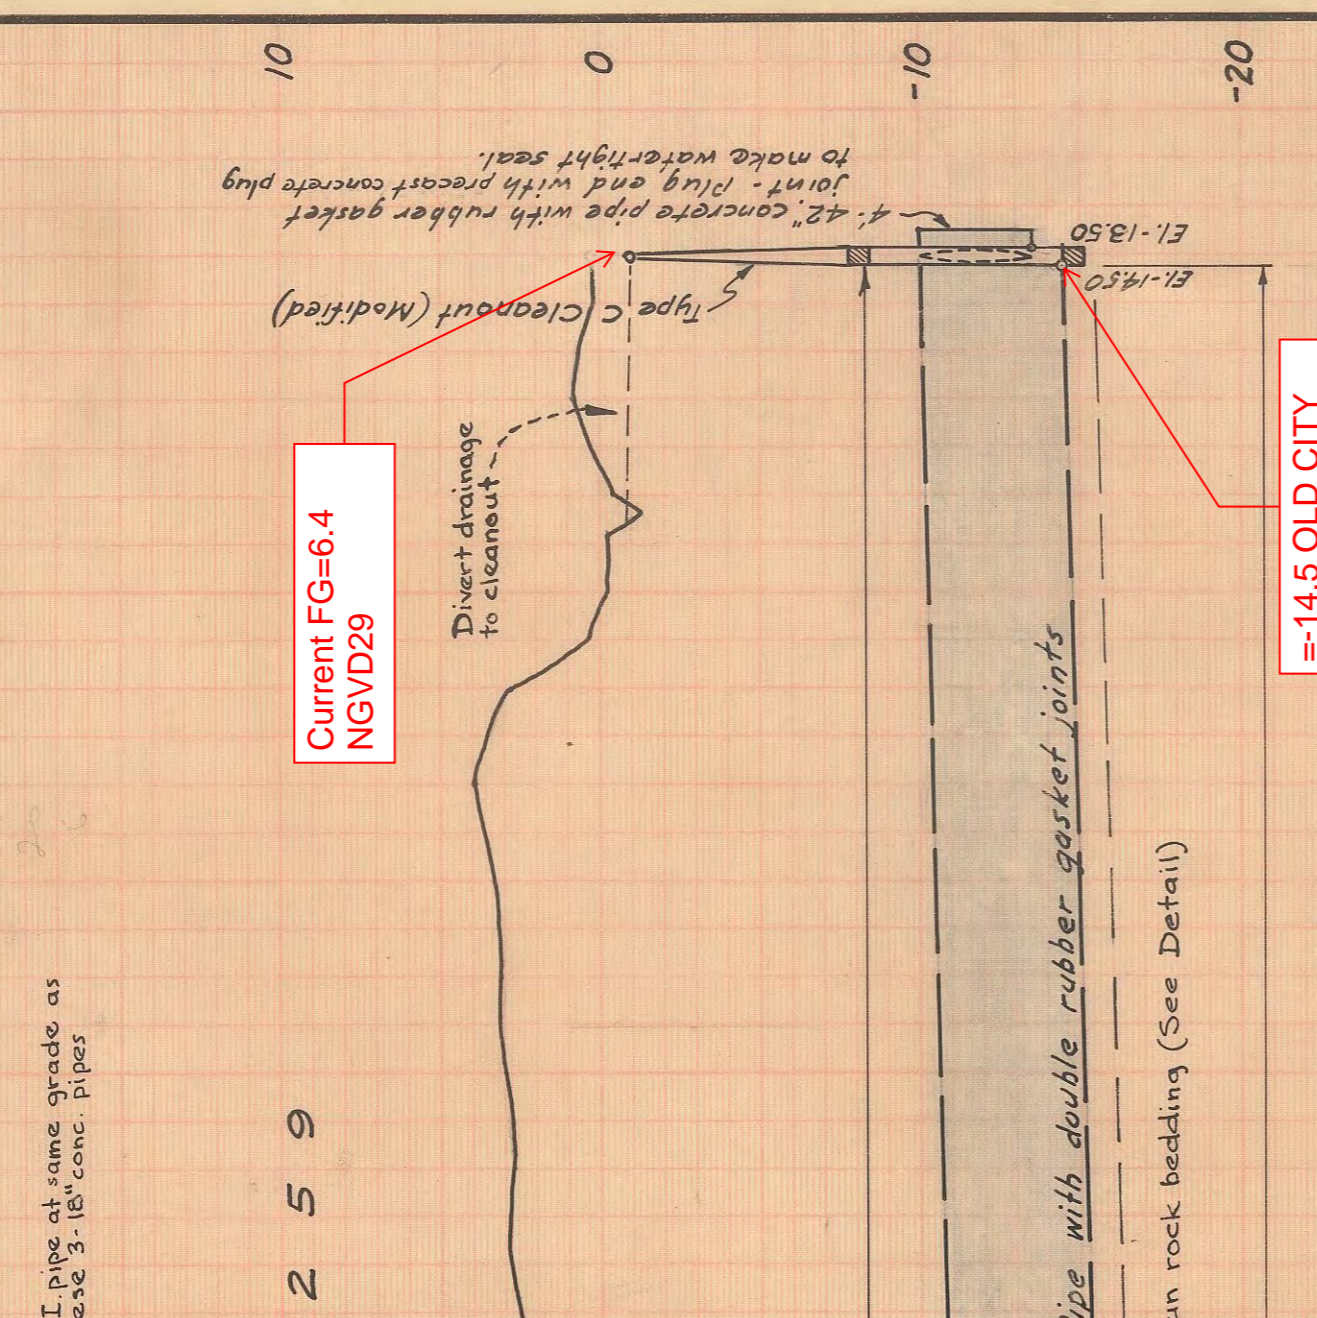 10
0
-10
-20
4'- 42" concrete pipe with rubber gasket
joint - Plug end with precast concrete plug
to make watertight seal.
El.-13.50
El.-14.50
Type C Cleanout (Modified)
Divert drainage
to cleanout
Current FG=6.4
NGVD29
=-14.5 OLD CITY
pipe with double rubber gasket joints
un rock bedding (See Detail)
I. pipe at same grade as
ese 3-18" conc. pipes
2 5 9